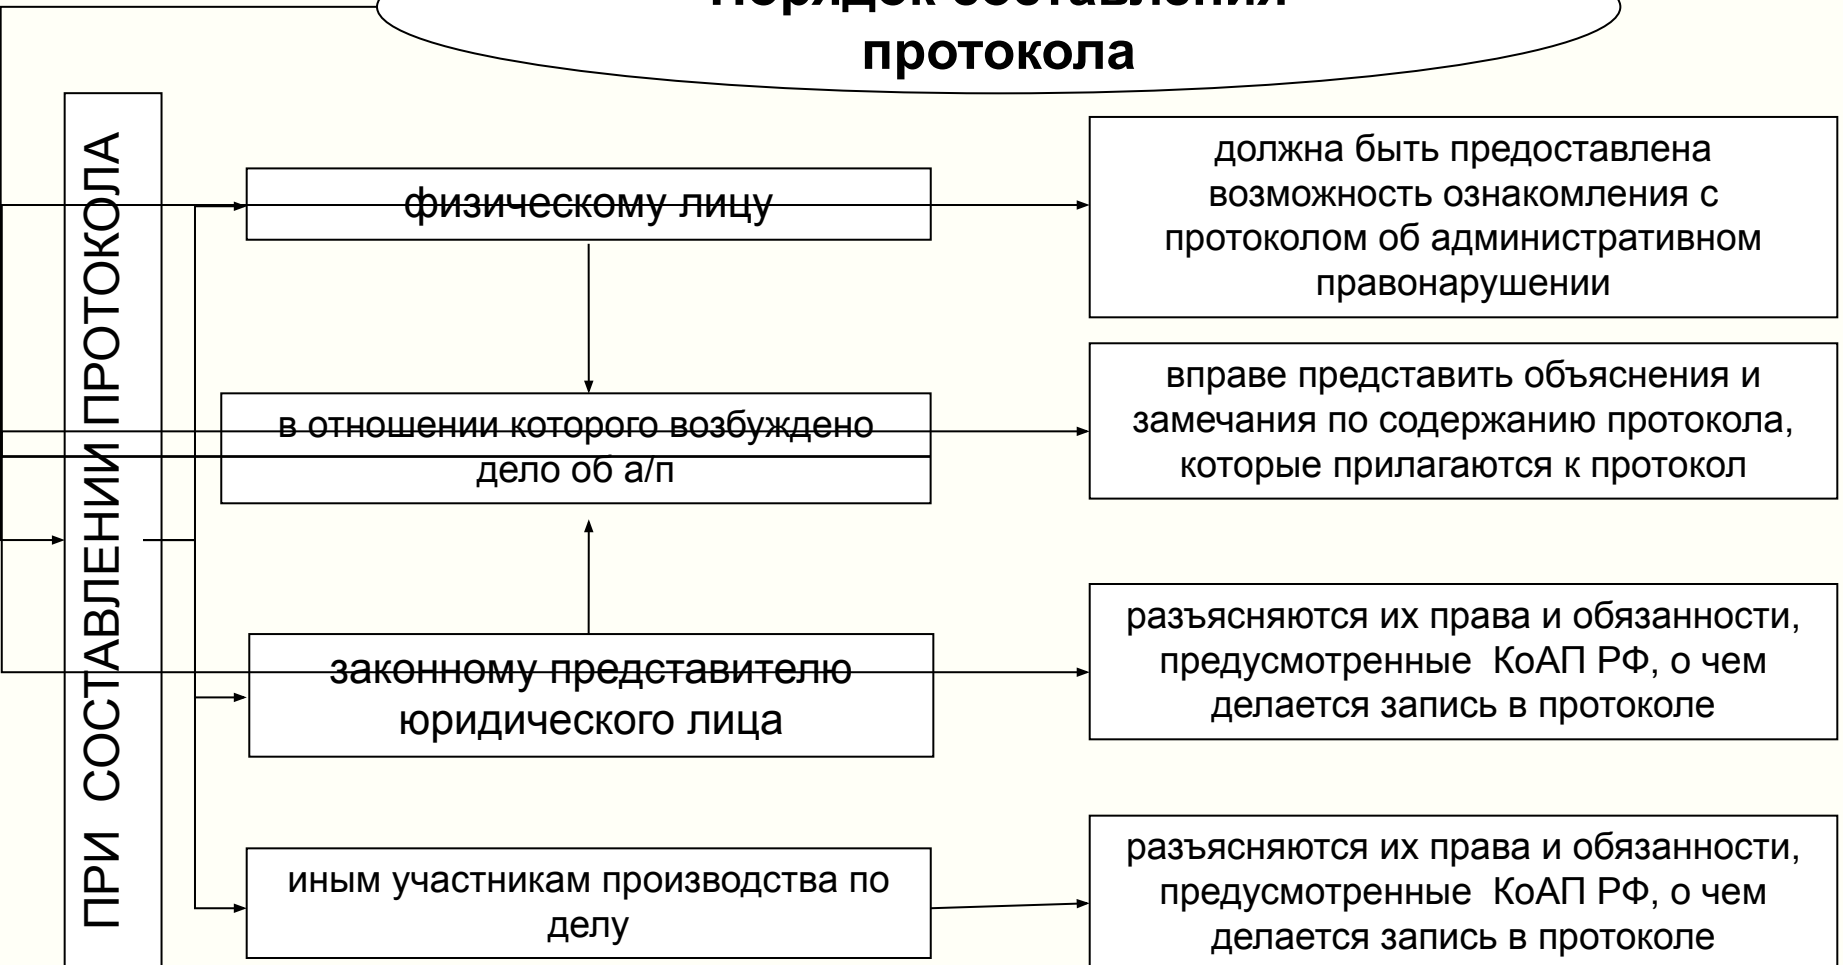 Порядок составления
протокола
ПРИ СОСТАВЛЕНИИ ПРОТОКОЛА
физическому лицу
должна быть предоставлена
возможность ознакомления с
протоколом об административном
правонарушении
в отношении которого возбуждено
дело об а/п
вправе представить объяснения и
замечания по содержанию протокола,
которые прилагаются к протокол
законному представителю
юридического лица
разъясняются их права и обязанности,
предусмотренные КоАП РФ, о чем
делается запись в протоколе
иным участникам производства по
делу
разъясняются их права и обязанности,
предусмотренные КоАП РФ, о чем
делается запись в протоколе